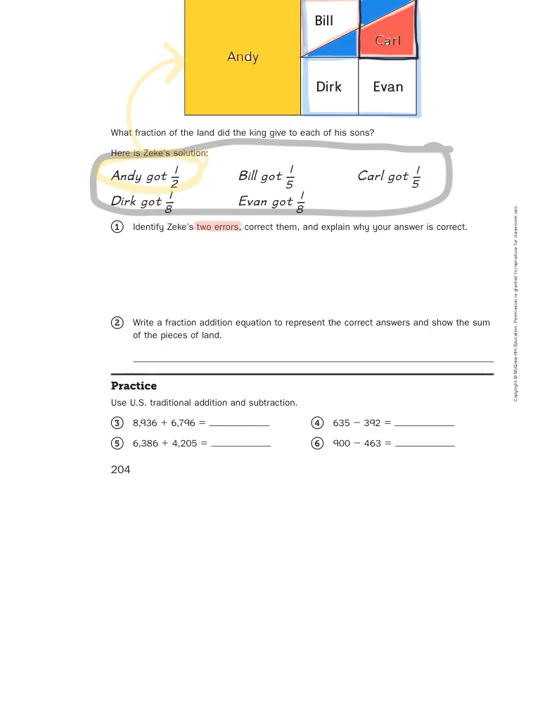 Bill
Carl
Andy
Dirk Evan
What fraction of the land did the king give to each of his sons?
Here is Zeke's solution:
Andy got 1/2 Bill got 1/5 Carl got 1/5
Dirk got 1/8 Evan got 1/8
1 Identify Zeke's two errors, correct them, and explain why your answer is correct.
2 Write a fraction addition equation to represent the correct answers and show the sum
of the pieces of land.
Practice
Use U.S. traditional addition and subtraction.
3 8,936 + 6,796 = ____________ 4 635 − 392 = ____________
5 6,386 + 4,205 = ____________ 6 900 − 463 = ____________
204
Copyright © McGraw-Hill Education. Permission is granted to reproduce for classroom use.